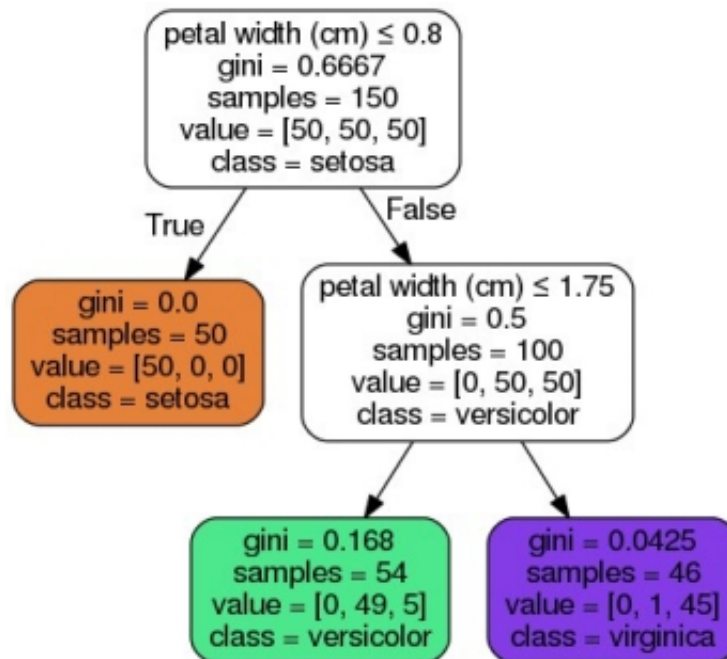 petal width (cm) ≤ 0.8
gini = 0.6667
samples = 150
value = [50, 50, 50]
class = setosa
True
False
gini = 0.0
samples = 50
value = [50, 0, 0]
class = setosa
petal width (cm) ≤ 1.75
gini = 0.5
samples = 100
value = [0, 50, 50]
class = versicolor
gini = 0.168
samples = 54
value = [0, 49, 5]
class = versicolor
gini = 0.0425
samples = 46
value = [0, 1, 45]
class = virginica